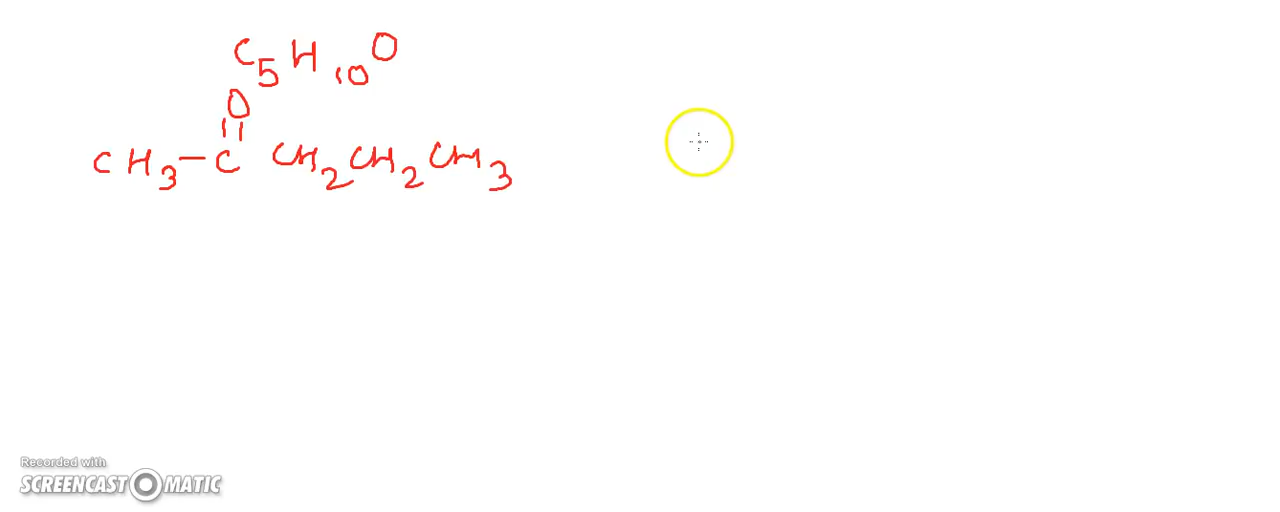 C5H10O
O
CH3-C CH2CH2CH3
Recorded with
SCREENCAST MATIC